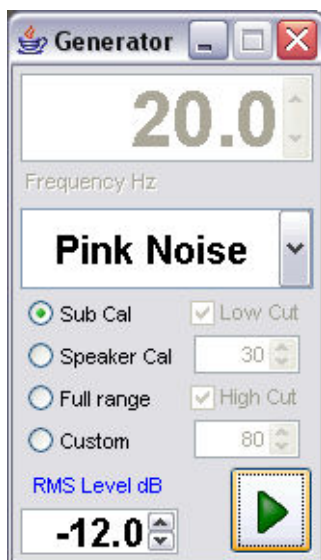 Generator
20.0
Frequency Hz
Pink Noise
Sub Cal Low Cut
Speaker Cal 30
Full range High Cut
Custom 80
RMS Level dB
-12.0